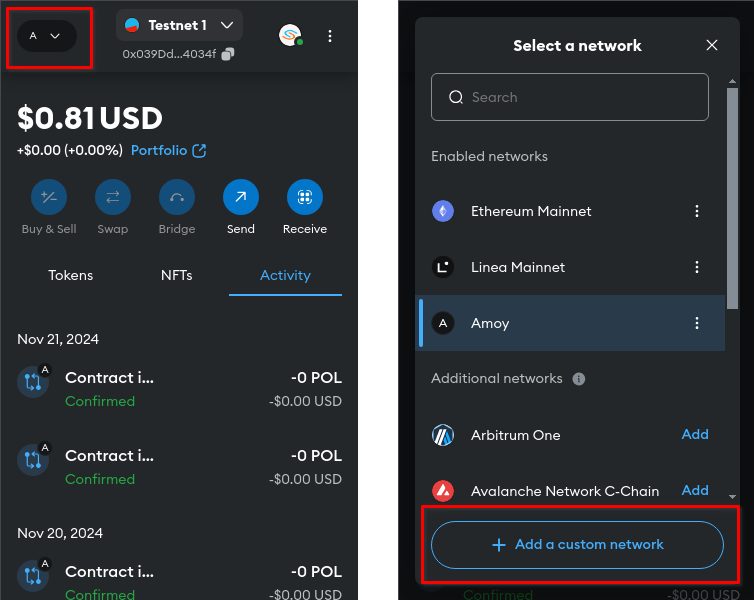 A
Testnet 1
0x039Dd...4034f
$0.81 USD
+$0.00 (+0.00%) Portfolio
Buy & Sell Swap Bridge Send Receive
Tokens NFTs Activity
Nov 21, 2024
A
Contract i... -0 POL
Confirmed -$0.00 USD
A
Contract i... -0 POL
Confirmed -$0.00 USD
Nov 20, 2024
A
Contract i... -0 POL
Confirmed -$0.00 USD
Select a network
Search
Enabled networks
Ethereum Mainnet
L Linea Mainnet
A Amoy
Additional networks
Arbitrum One Add
Avalanche Network C-Chain Add
+ Add a custom network
Confirmed -$0.00 USD